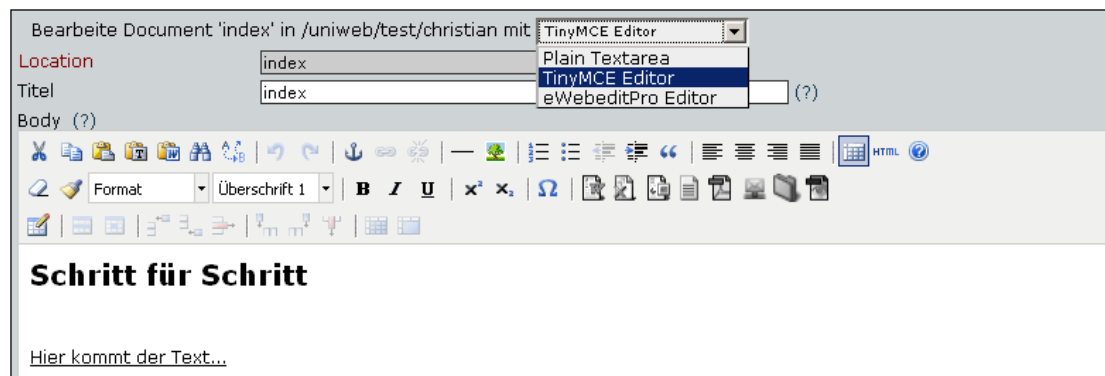 Bearbeite Document 'index' in /uniweb/test/christian mit TinyMCE Editor
Plain Textarea
TinyMCE Editor
eWebeditPro Editor
Location index
Titel index (?)
Body (?)
HTML
Format Überschrift 1 B I U x² x₂ Ω
Schritt für Schritt
Hier kommt der Text...